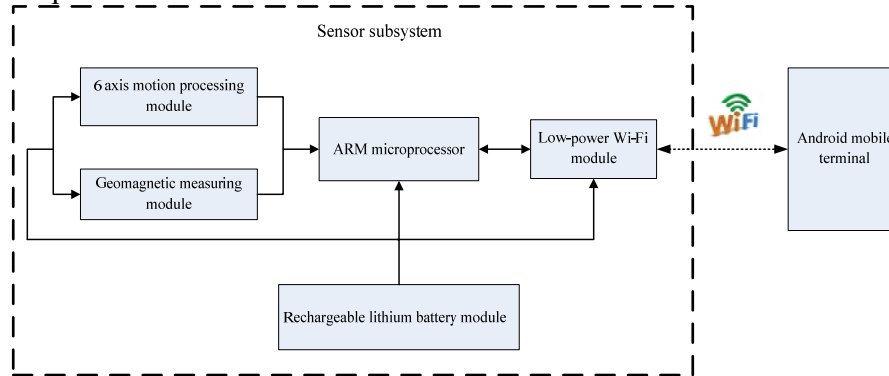 Sensor subsystem
6 axis motion processing
module
Geomagnetic measuring
module
ARM microprocessor
Low-power Wi-Fi
module
WiFi
Android mobile
terminal
Rechargeable lithium battery module